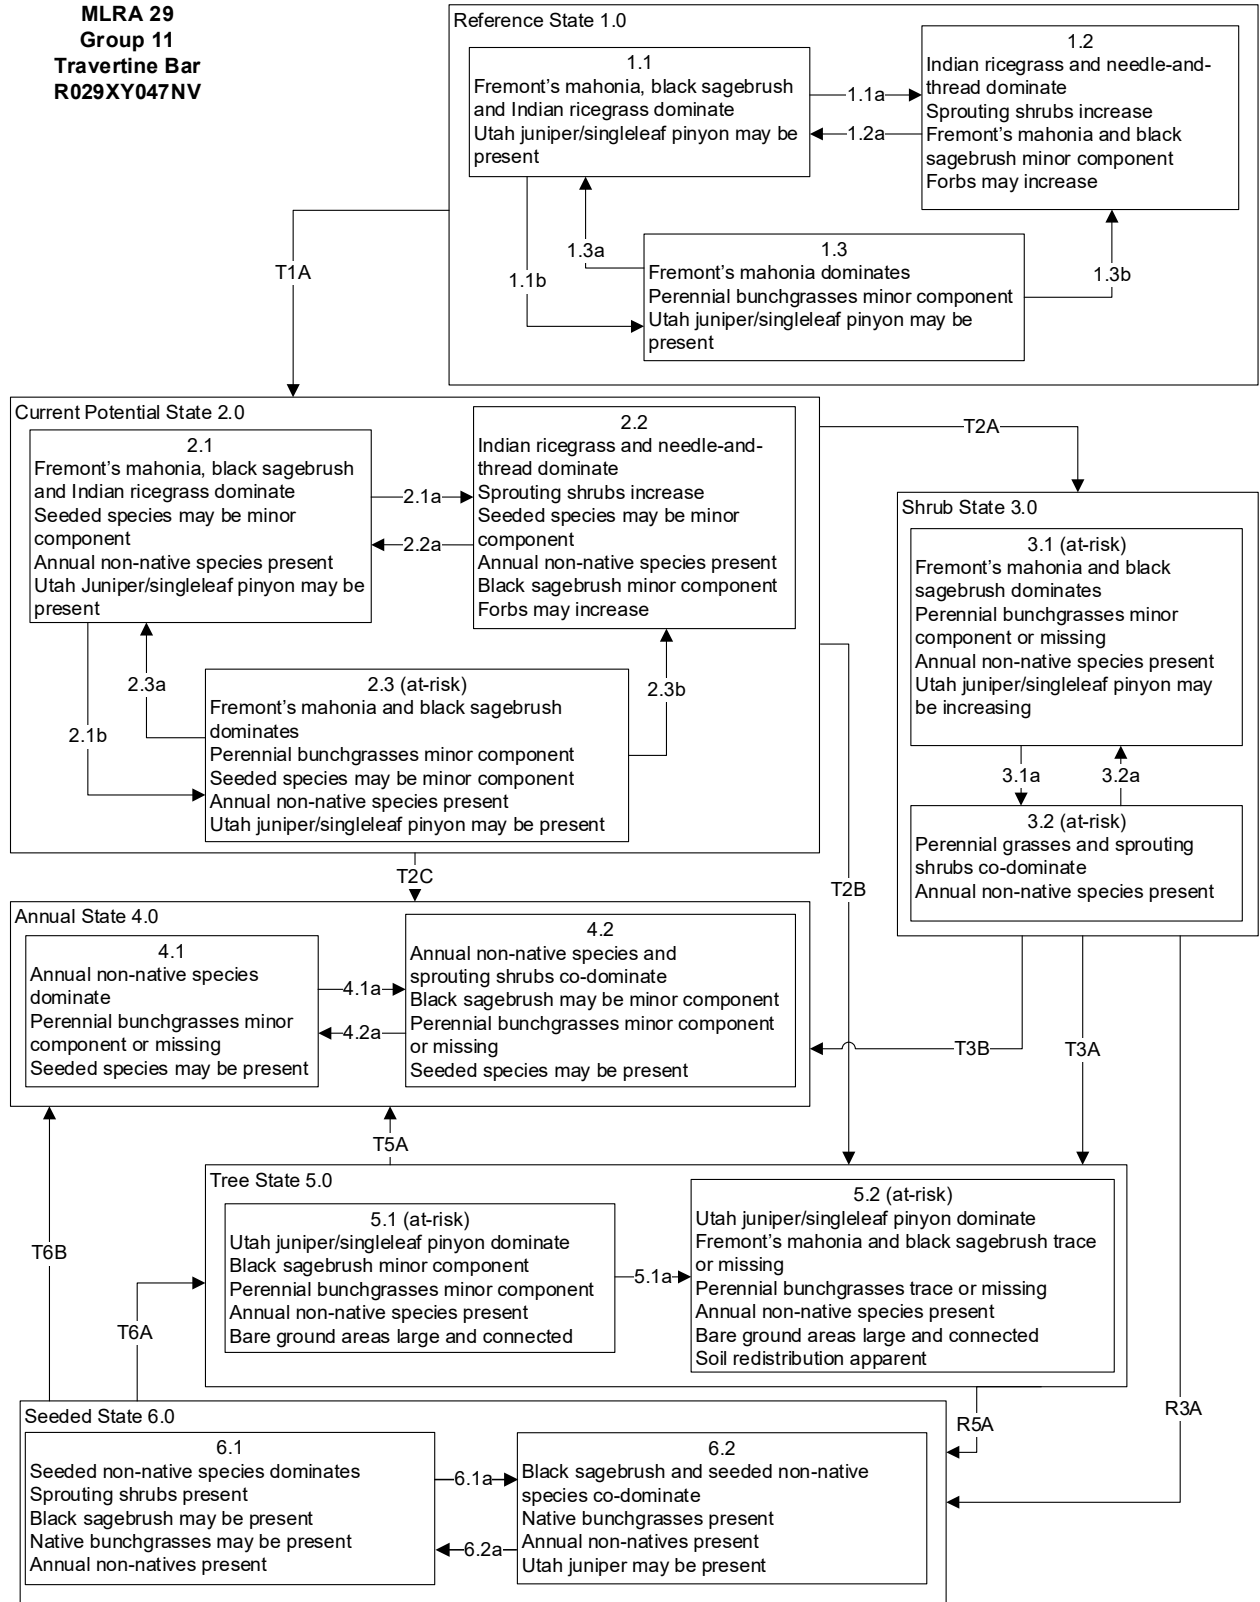 MLRA 29
Group 11
Travertine Bar
R029XY047NV
Reference State 1.0
1.1
Fremont's mahonia, black sagebrush
and Indian ricegrass dominate
Utah juniper/singleleaf pinyon may be
present
1.1a
1.2a
1.2
Indian ricegrass and needle-and-
thread dominate
Sprouting shrubs increase
Fremont's mahonia and black
sagebrush minor component
Forbs may increase
1.1b
1.3a
1.3
Fremont's mahonia dominates
Perennial bunchgrasses minor component
Utah juniper/singleleaf pinyon may be
present
1.3b
T1A
Current Potential State 2.0
2.1
Fremont's mahonia, black sagebrush
and Indian ricegrass dominate
Seeded species may be minor
component
Annual non-native species present
Utah Juniper/singleleaf pinyon may be
present
2.1a
2.2a
2.2
Indian ricegrass and needle-and-
thread dominate
Sprouting shrubs increase
Seeded species may be minor
component
Annual non-native species present
Black sagebrush minor component
Forbs may increase
2.1b
2.3a
2.3 (at-risk)
Fremont's mahonia and black sagebrush
dominates
Perennial bunchgrasses minor component
Seeded species may be minor component
Annual non-native species present
Utah juniper/singleleaf pinyon may be present
2.3b
T2A
Shrub State 3.0
3.1 (at-risk)
Fremont's mahonia and black
sagebrush dominates
Perennial bunchgrasses minor
component or missing
Annual non-native species present
Utah juniper/singleleaf pinyon may
be increasing
3.1a
3.2a
3.2 (at-risk)
Perennial grasses and sprouting
shrubs co-dominate
Annual non-native species present
T2C
T2B
Annual State 4.0
4.1
Annual non-native species
dominate
Perennial bunchgrasses minor
component or missing
Seeded species may be present
4.1a
4.2a
4.2
Annual non-native species and
sprouting shrubs co-dominate
Black sagebrush may be minor component
Perennial bunchgrasses minor component
or missing
Seeded species may be present
T3B
T3A
T5A
Tree State 5.0
5.1 (at-risk)
Utah juniper/singleleaf pinyon dominate
Black sagebrush minor component
Perennial bunchgrasses minor component
Annual non-native species present
Bare ground areas large and connected
5.1a
5.2 (at-risk)
Utah juniper/singleleaf pinyon dominate
Fremont's mahonia and black sagebrush trace
or missing
Perennial bunchgrasses trace or missing
Annual non-native species present
Bare ground areas large and connected
Soil redistribution apparent
T6B
T6A
R5A
R3A
Seeded State 6.0
6.1
Seeded non-native species dominates
Sprouting shrubs present
Black sagebrush may be present
Native bunchgrasses may be present
Annual non-natives present
6.1a
6.2a
6.2
Black sagebrush and seeded non-native
species co-dominate
Native bunchgrasses present
Annual non-natives present
Utah juniper may be present